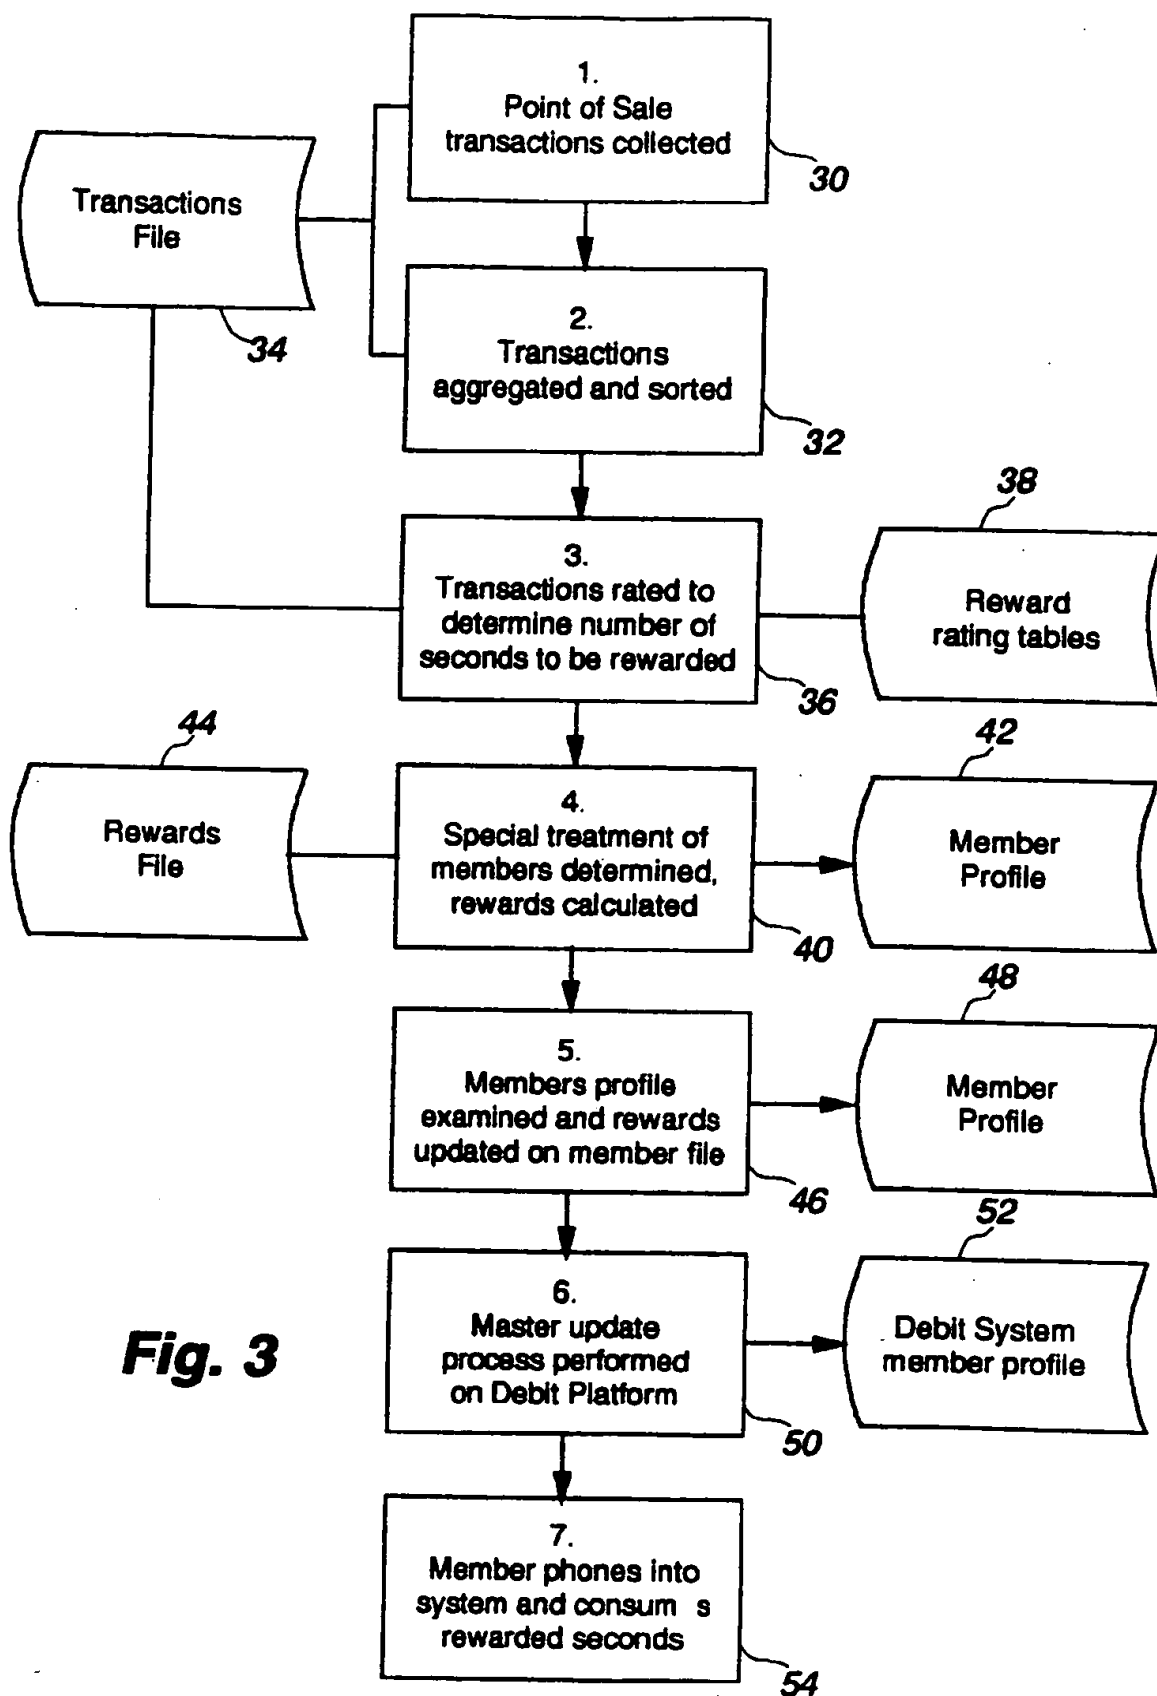 1.
Point of Sale
transactions collected
30
Transactions
File
34
2.
Transactions
aggregated and sorted
32
3.
Transactions rated to
determine number of
seconds to be rewarded
36
38
Reward
rating tables
44
Rewards
File
4.
Special treatment of
members determined,
rewards calculated
40
42
Member
Profile
5.
Members profile
examined and rewards
updated on member file
46
48
Member
Profile
6.
Master update
process performed
on Debit Platform
50
52
Debit System
member profile
Fig. 3
7.
Member phones into
system and consum s
rewarded seconds
54